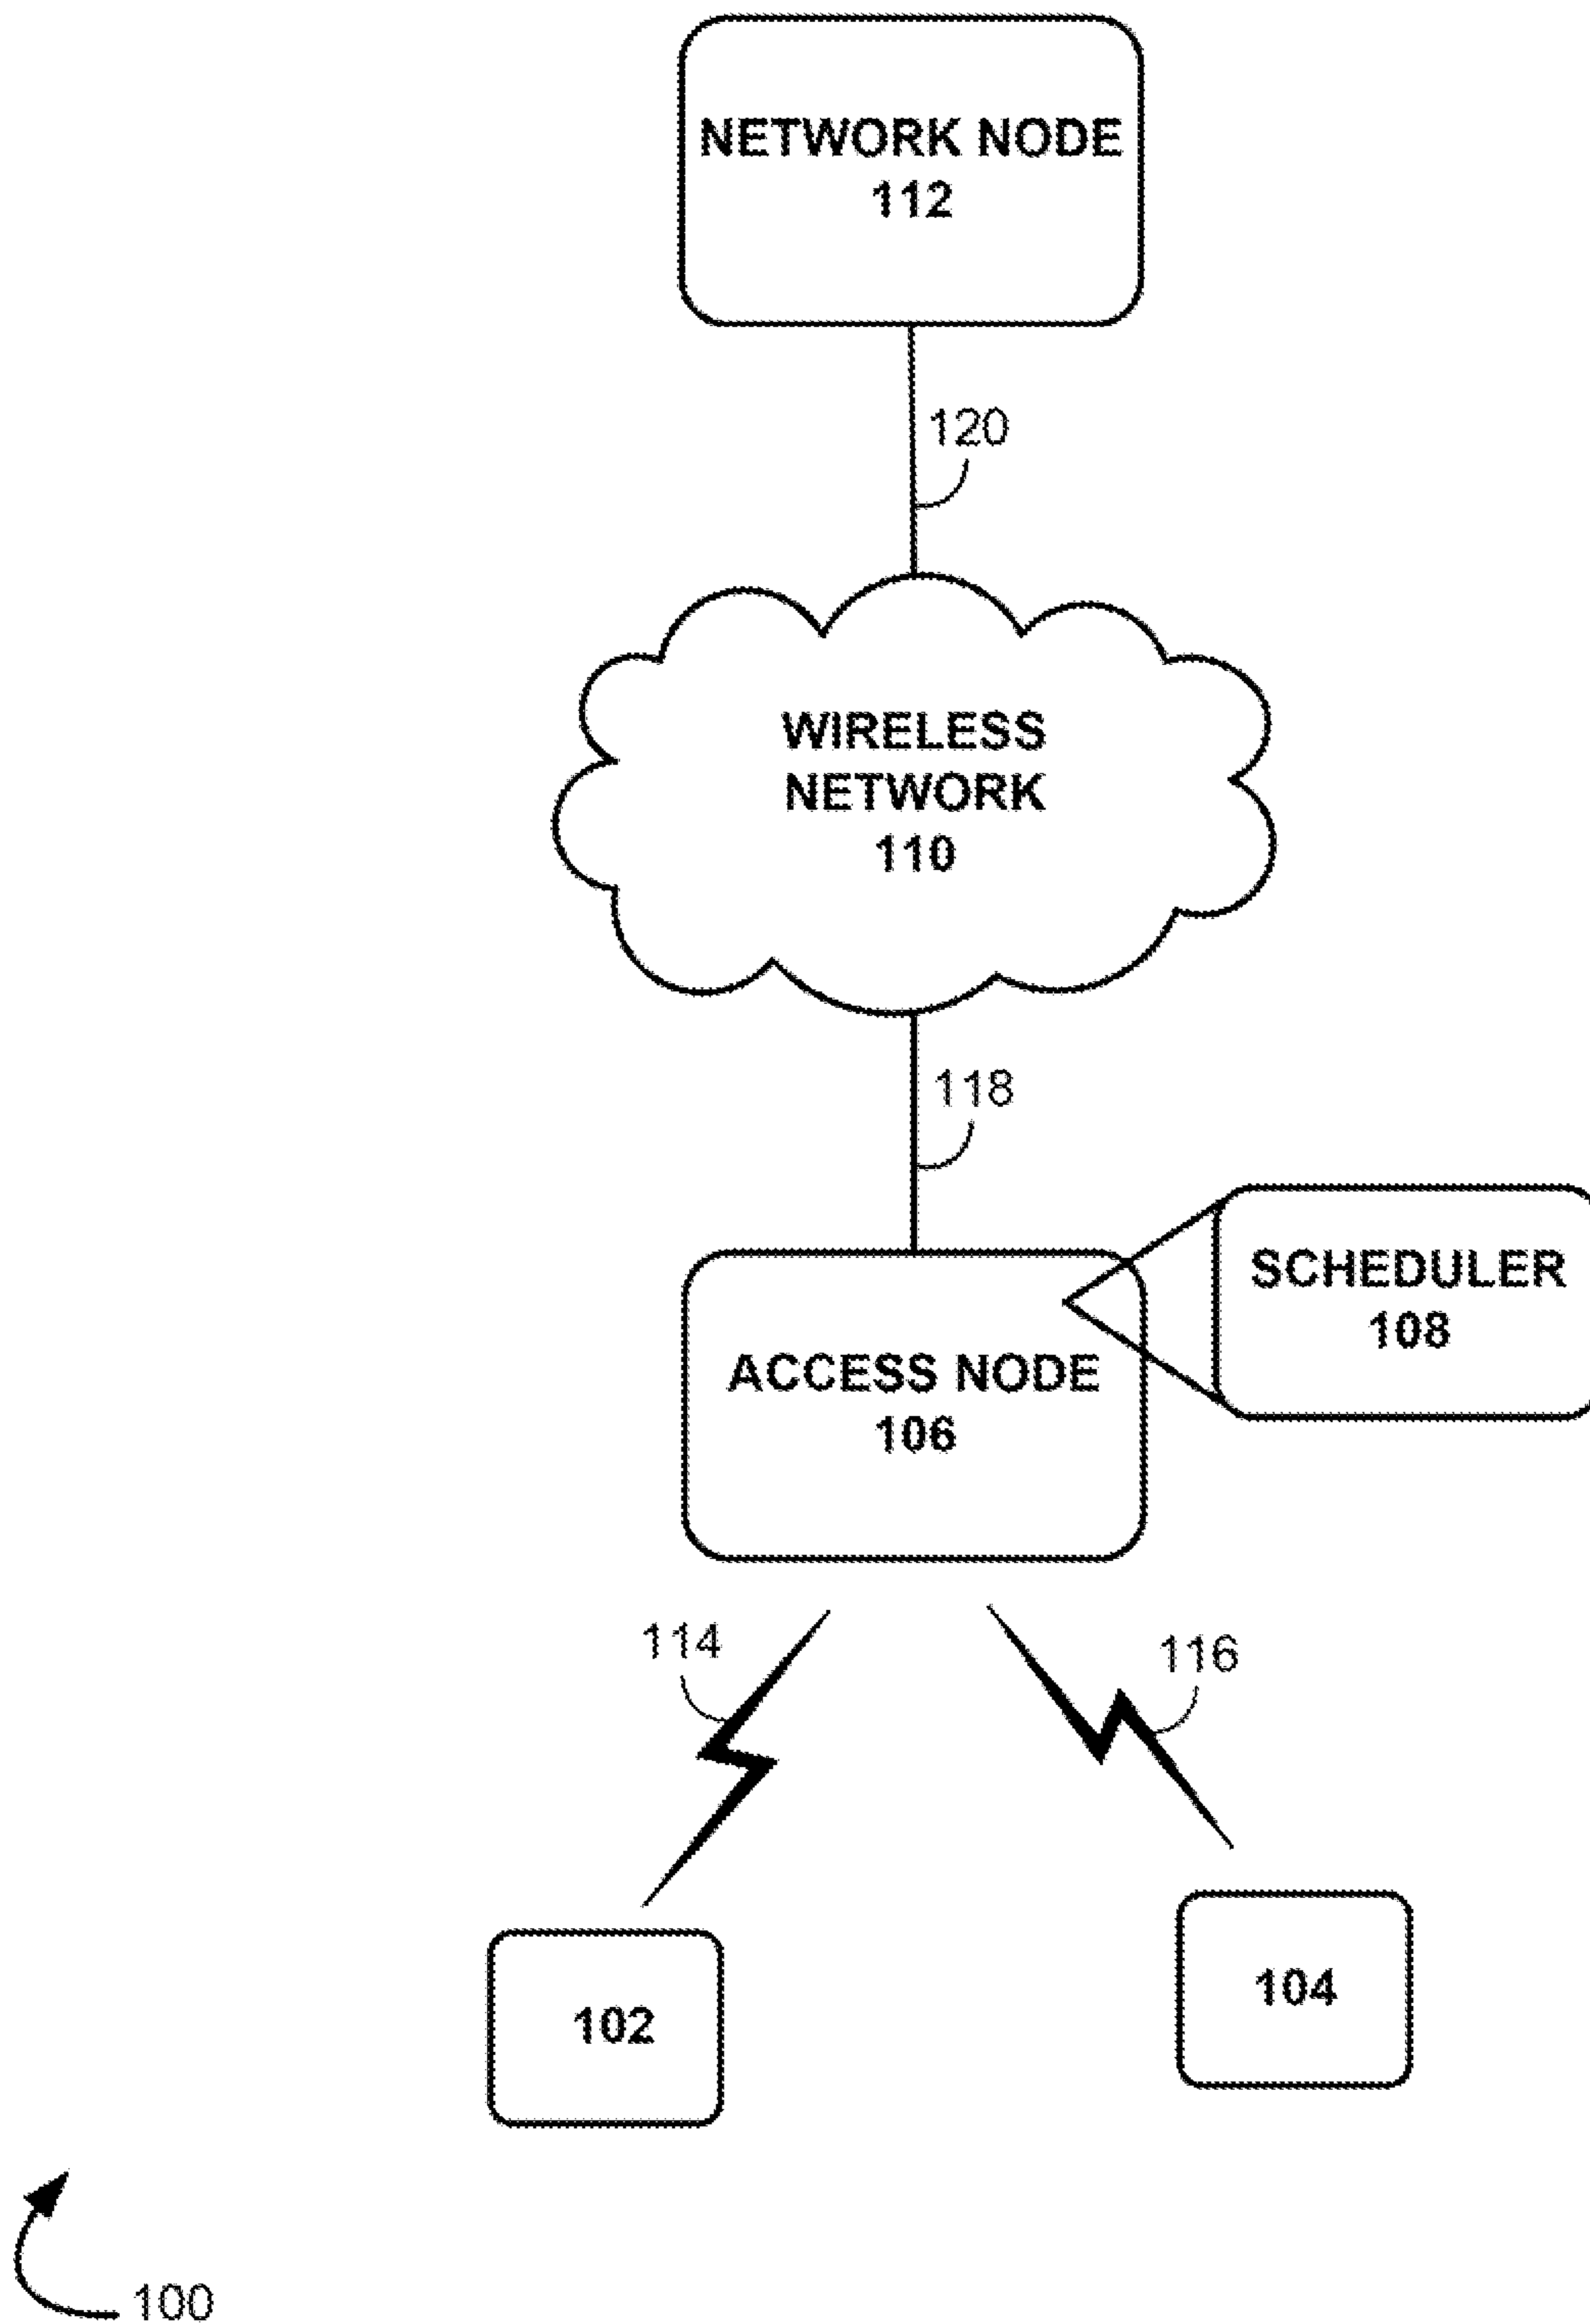 NETWORK NODE
112
120
WIRELESS
NETWORK
110
118
SCHEDULER
108
ACCESS NODE
106
114
116
104
102
100